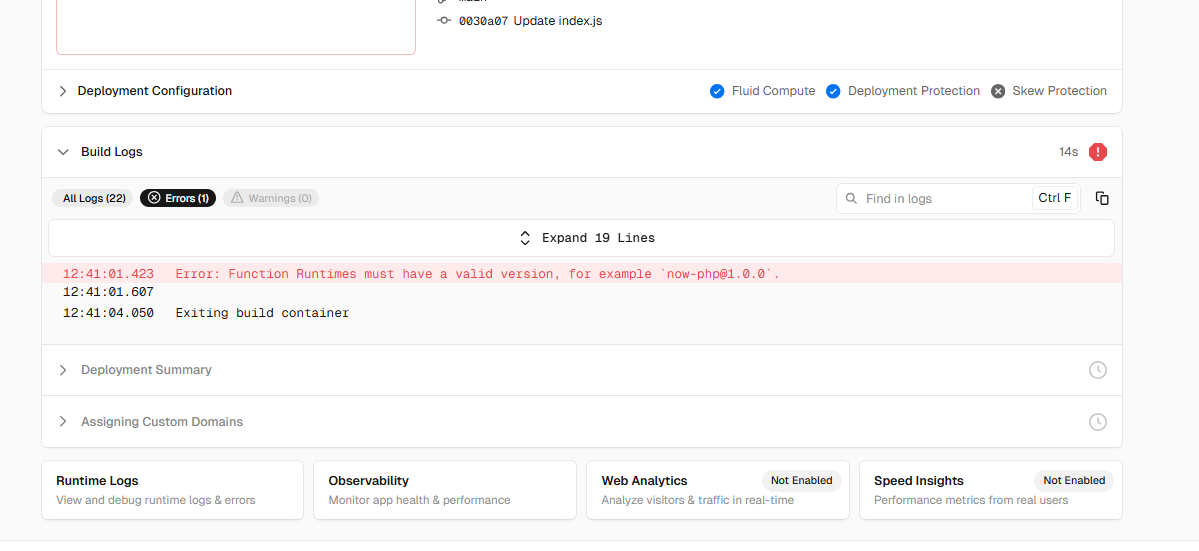 0030a07 Update index.js
Deployment Configuration
Fluid Compute Deployment Protection Skew Protection
Build Logs
14s
All Logs (22) Errors (1) Warnings (0)
Find in logs Ctrl F
Expand 19 Lines
12:41:01.423 Error: Function Runtimes must have a valid version, for example `now-php@1.0.0`.
12:41:01.607
12:41:04.050 Exiting build container
Deployment Summary
Assigning Custom Domains
Runtime Logs
View and debug runtime logs & errors
Observability
Monitor app health & performance
Web Analytics Not Enabled
Analyze visitors & traffic in real-time
Speed Insights Not Enabled
Performance metrics from real users